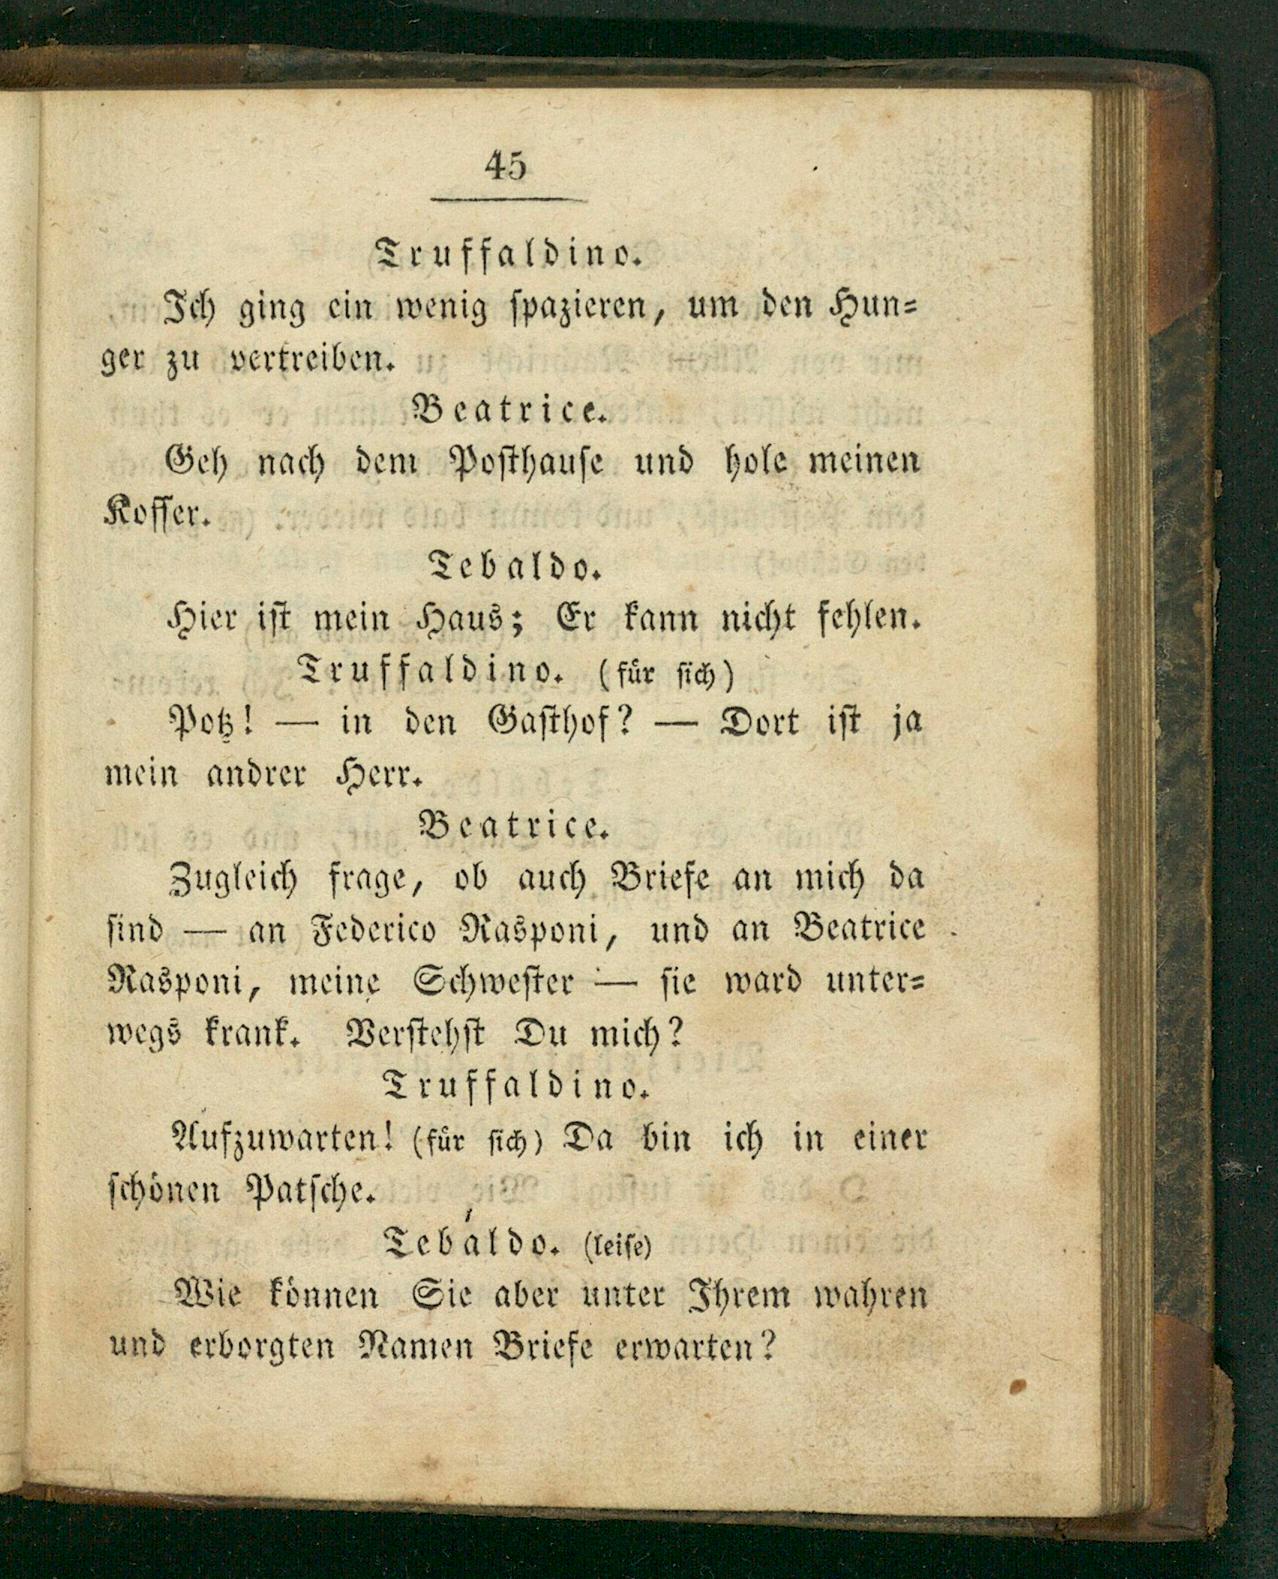 45
Truffaldino.
Ich ging ein wenig spazieren, um den Hun-
ger zu vertreiben.
Beatrice.
Geh nach dem Posthause und hole meinen
Koffer.
Tebaldo.
Hier ist mein Haus; Er kann nicht fehlen.
Truffaldino. (für sich)
Potz! — in den Gasthof? — Dort ist ja
mein andrer Herr.
Beatrice.
Zugleich frage, ob auch Briefe an mich da
sind — an Federico Rasponi, und an Beatrice
Rasponi, meine Schwester — sie ward unter-
wegs krank. Verstehst Du mich?
Truffaldino.
Aufzuwarten! (für sich) Da bin ich in einer
schönen Patsche.
Tebaldo. (leise)
Wie können Sie aber unter Ihrem wahren
und erborgten Namen Briefe erwarten?